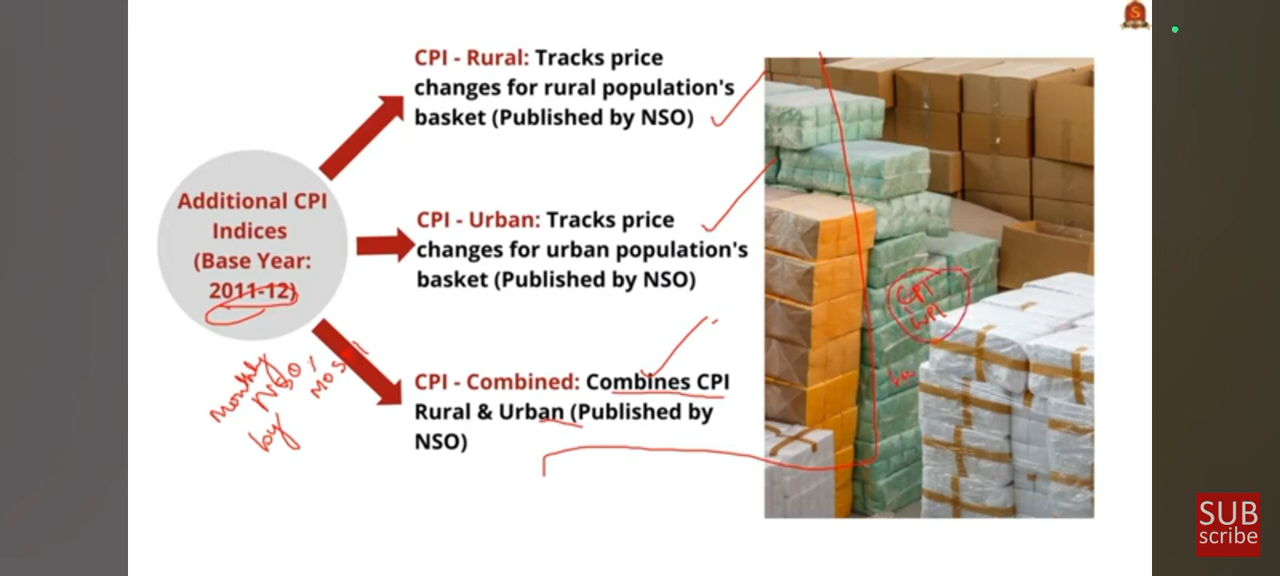 CPI - Rural: Tracks price
changes for rural population's
basket (Published by NSO)
Additional CPI
Indices
(Base Year:
2011-12)
CPI - Urban: Tracks price
changes for urban population's
basket (Published by NSO)
CPI - Combined: Combines CPI
Rural & Urban (Published by
NSO)
Monthly
by NSO,
CPI
WPI
S
SUB
scribe